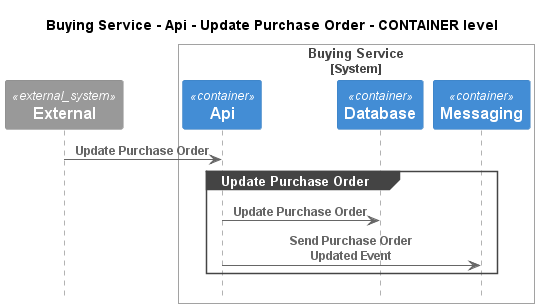 Buying Service - Api - Update Purchase Order - CONTAINER level
Buying Service
[System]
«external_system»
External
«container»
Api
«container»
Database
«container»
Messaging
Update Purchase Order
Update Purchase Order
Update Purchase Order
Send Purchase Order
Updated Event